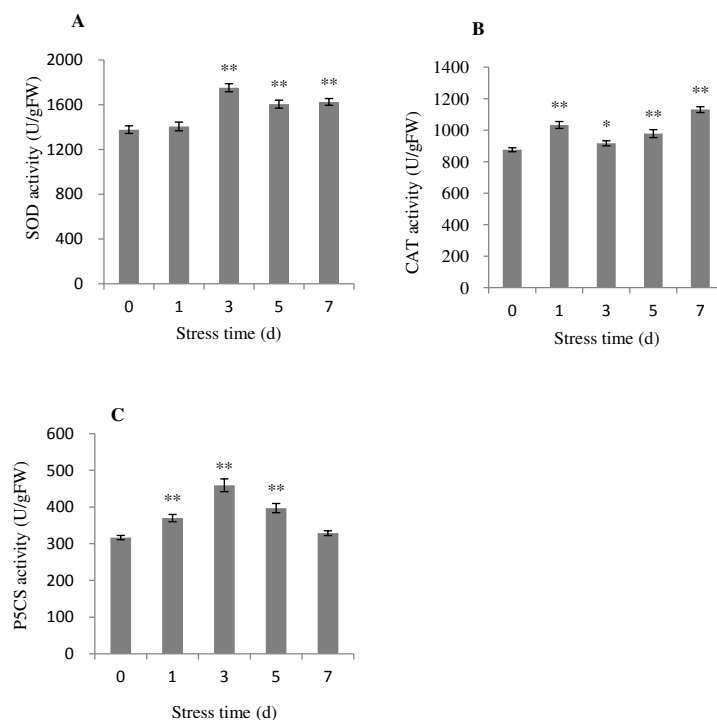 A
SOD activity (U/gFW)
2000
1600
1200
800
400
0
** ** **
0 1 3 5 7
Stress time (d)
B
CAT activity (U/gFW)
1400
1200
1000
800
600
400
200
0
** * ** **
0 1 3 5 7
Stress time (d)
C
P5CS activity (U/gFW)
600
500
400
300
200
100
0
** ** **
0 1 3 5 7
Stress time (d)